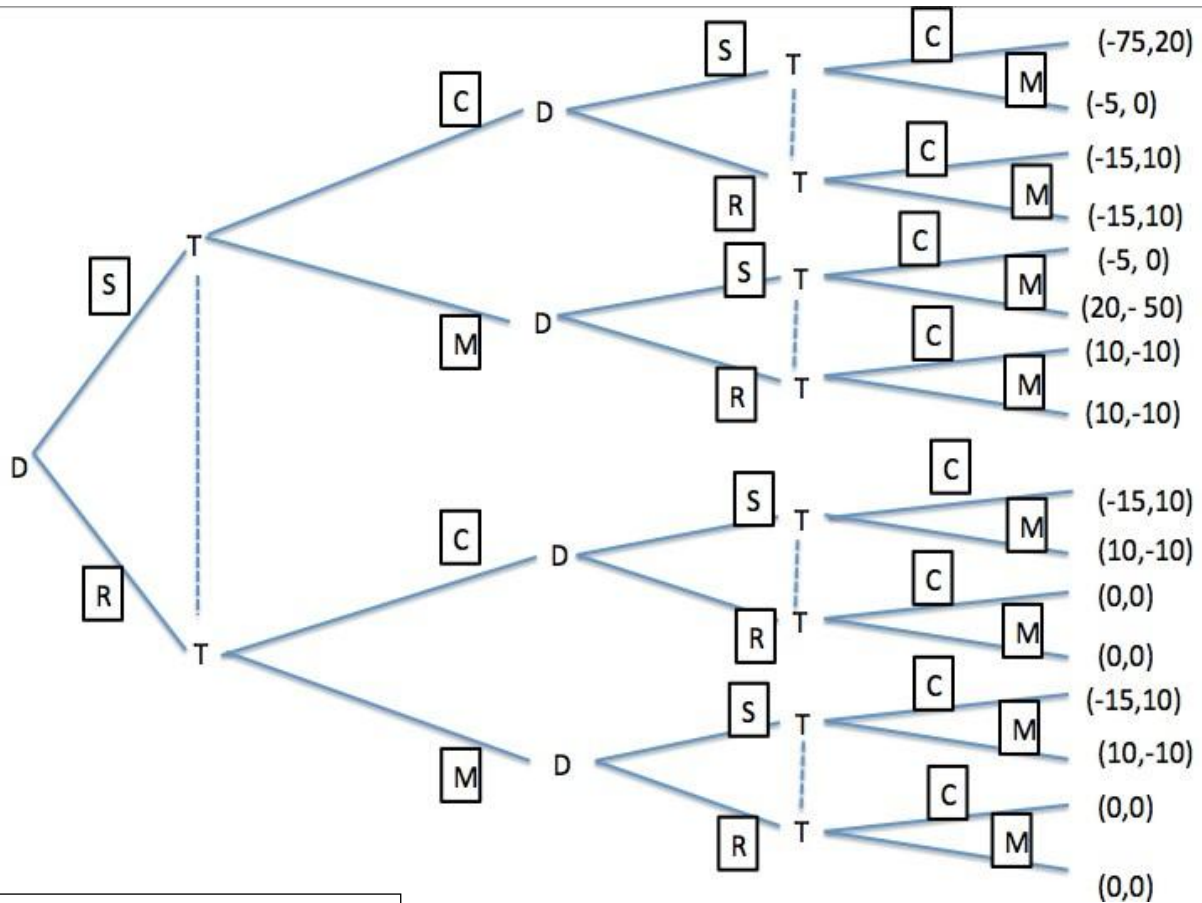 C
(-75,20)
S
T
M
C
D
(-5, 0)
C
(-15,10)
T
M
R
(-15,10)
C
T
S
(-5, 0)
S
T
M
(20,- 50)
M
D
C
(10,-10)
R
T
M
(10,-10)
D
C
S
(-15,10)
T
M
C
D
(10,-10)
C
R
(0,0)
R
T
M
(0,0)
T
C
S
(-15,10)
T
M
M
D
(10,-10)
C
(0,0)
R
T
M
(0,0)